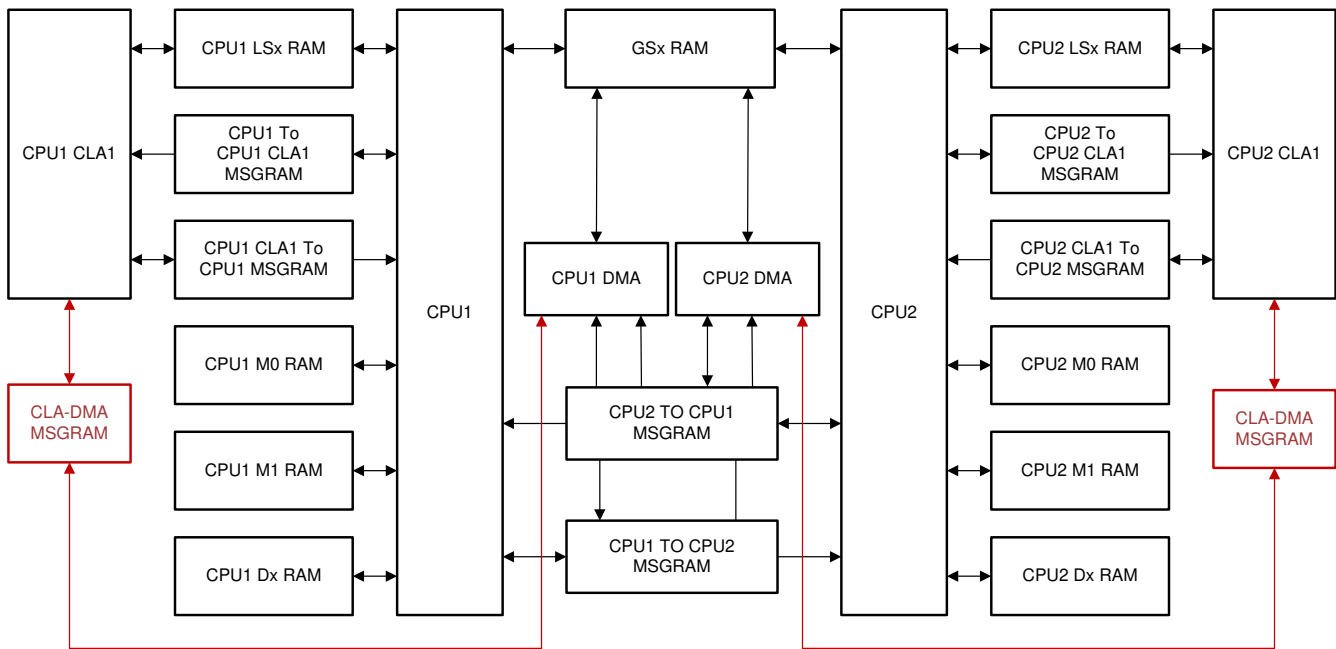 CPU1 CLA1
CLA-DMA
MSGRAM
CPU1 LSx RAM
CPU1 To
CPU1 CLA1
MSGRAM
CPU1 CLA1 To
CPU1 MSGRAM
CPU1 M0 RAM
CPU1 M1 RAM
CPU1 Dx RAM
CPU1
GSx RAM
CPU1 DMA
CPU2 DMA
CPU2 TO CPU1
MSGRAM
CPU1 TO CPU2
MSGRAM
CPU2
CPU2 LSx RAM
CPU2 To
CPU2 CLA1
MSGRAM
CPU2 CLA1 To
CPU2 MSGRAM
CPU2 M0 RAM
CPU2 M1 RAM
CPU2 Dx RAM
CPU2 CLA1
CLA-DMA
MSGRAM